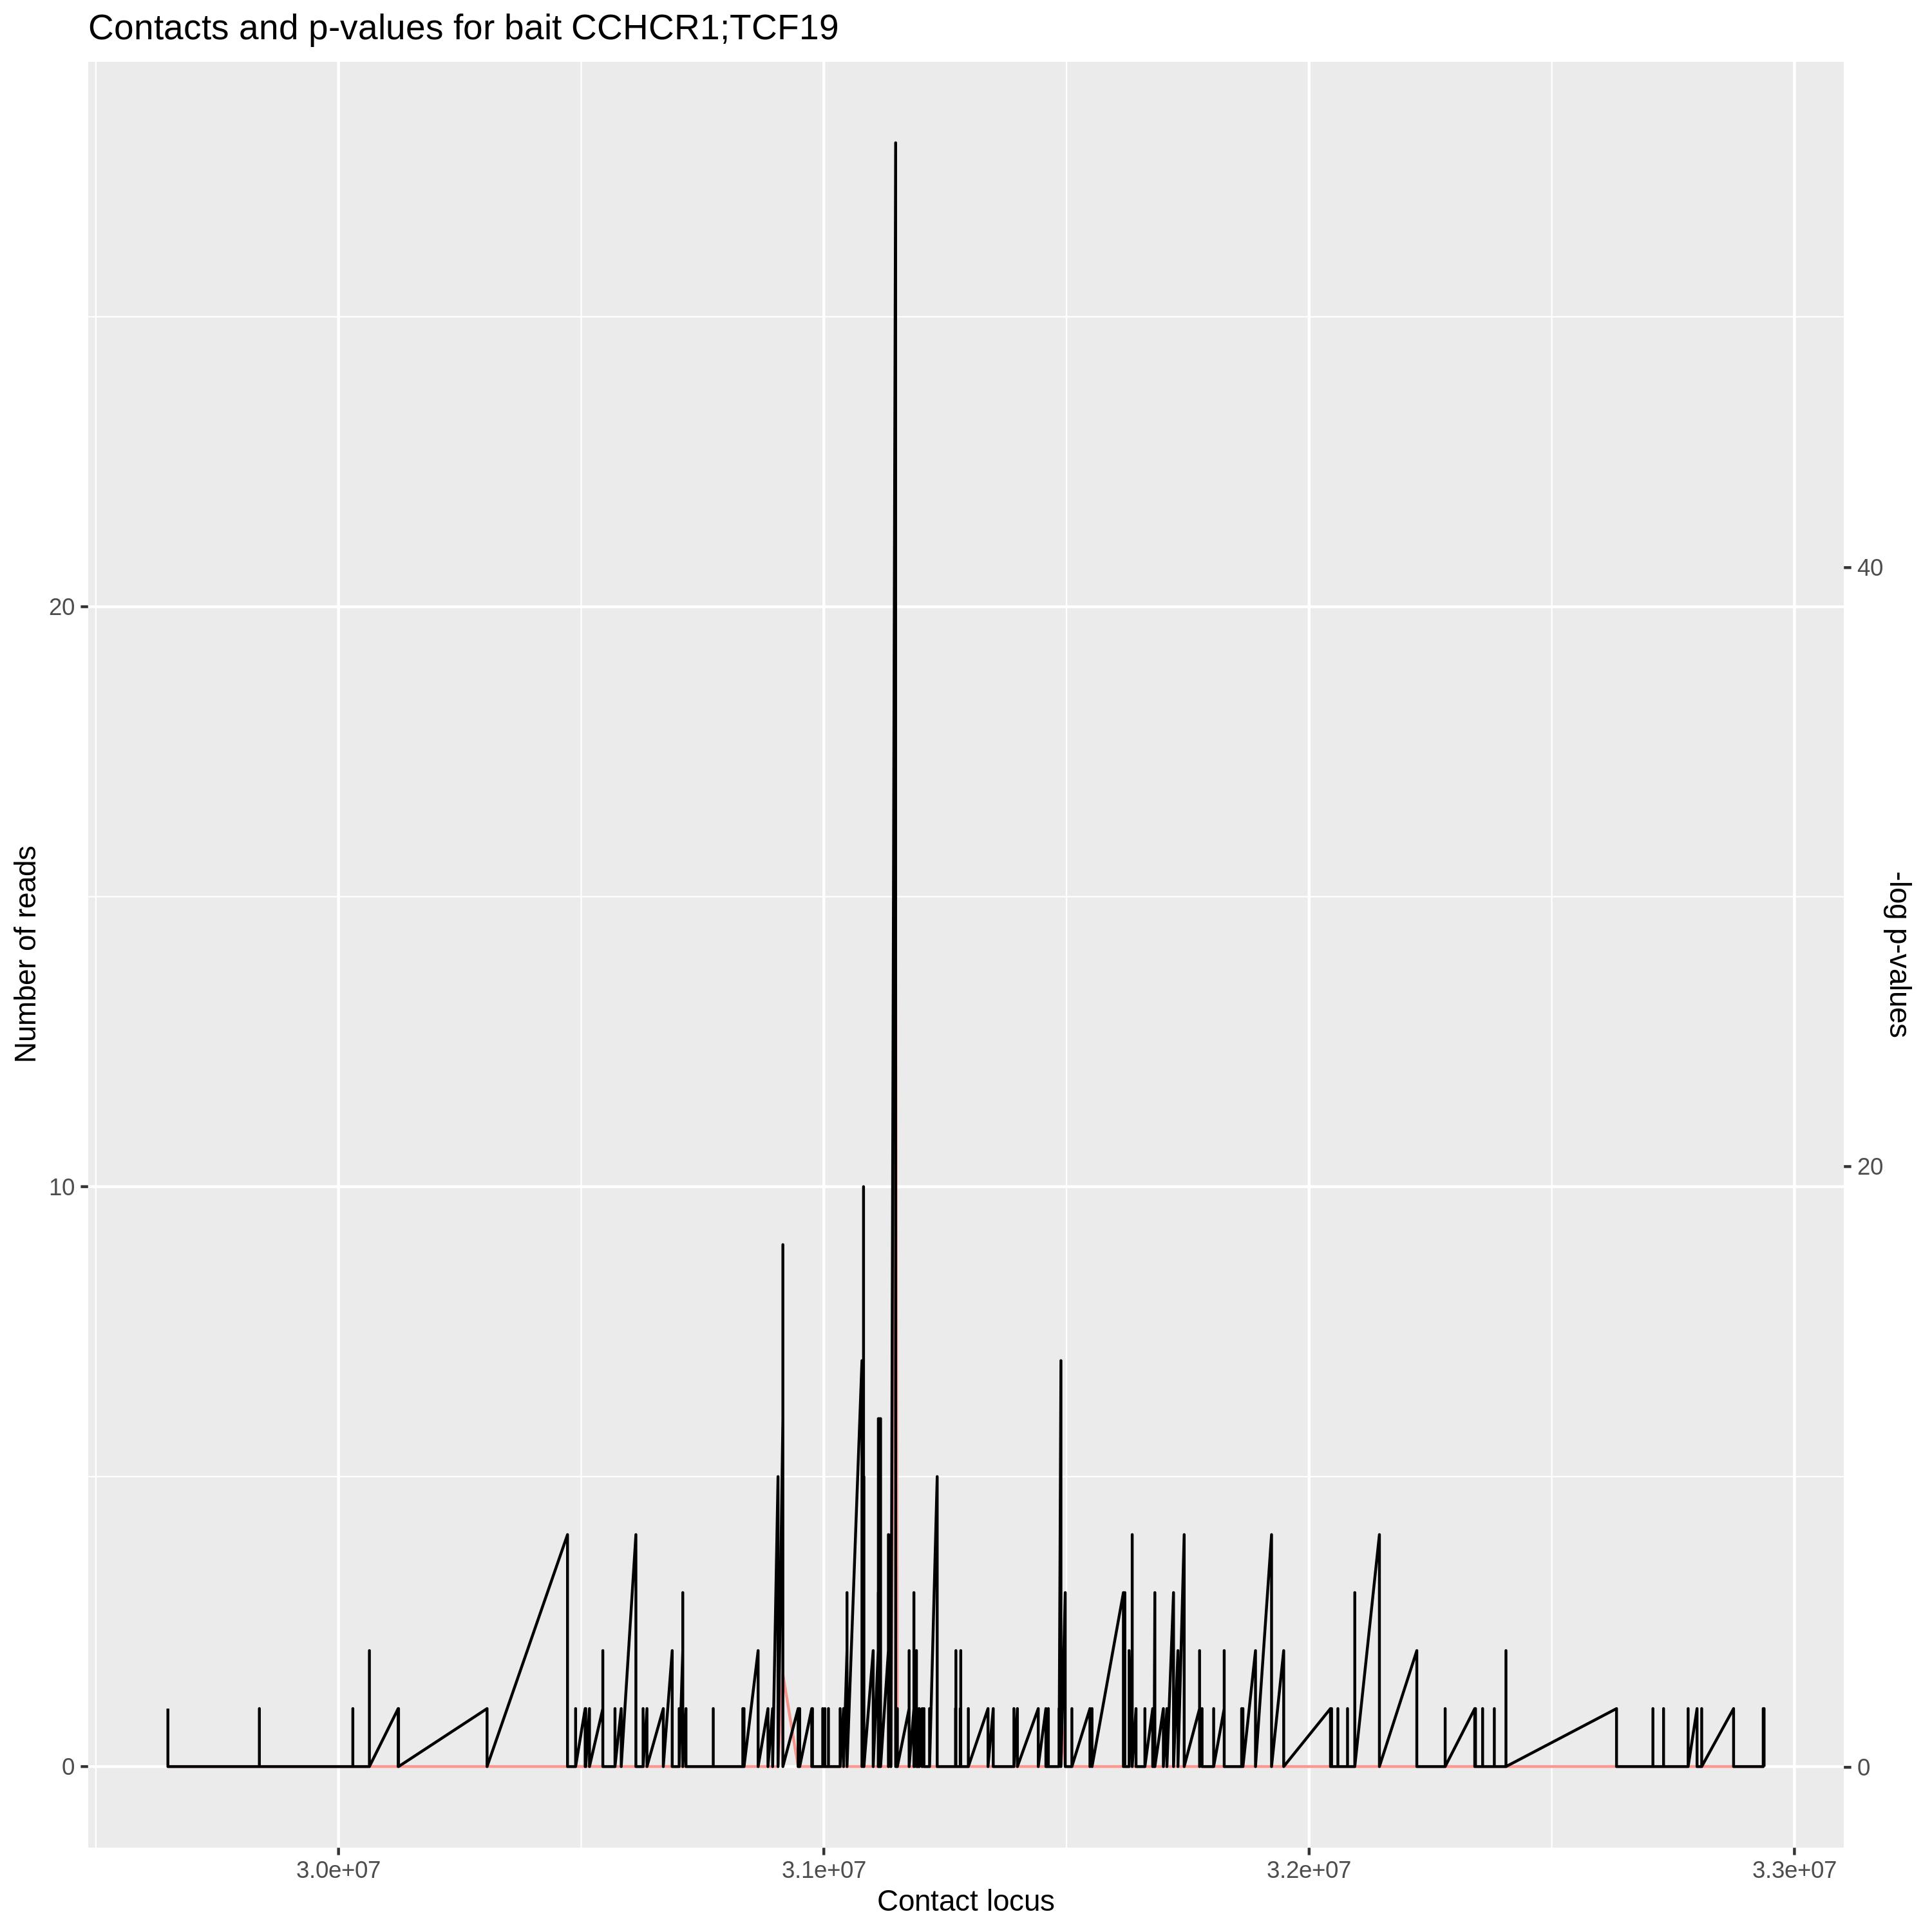 Contacts and p-values for bait CCHCR1;TCF19
Number of reads
20
10
0
40
20
0
-log p-values
3.0e+07
3.1e+07
3.2e+07
3.3e+07
Contact locus